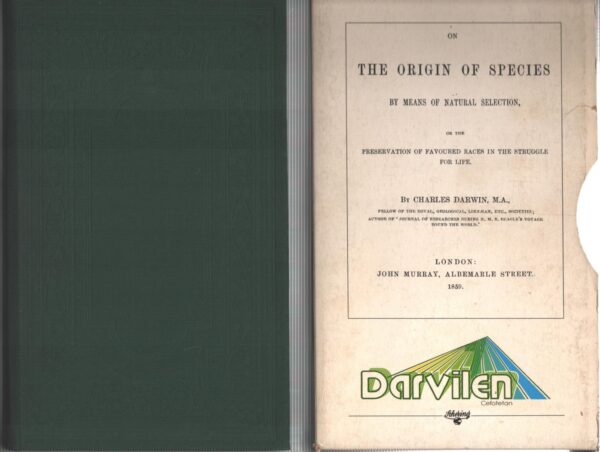 ON
THE ORIGIN OF SPECIES
BY MEANS OF NATURAL SELECTION,
OR THE
PRESERVATION OF FAVOURED RACES IN THE STRUGGLE
FOR LIFE.
BY CHARLES DARWIN, M.A.,
FELLOW OF THE ROYAL, GEOLOGICAL, LINNÆAN, ETC., SOCIETIES;
AUTHOR OF 'JOURNAL OF RESEARCHES DURING H. M. S. BEAGLE'S VOYAGE
ROUND THE WORLD.'
LONDON:
JOHN MURRAY, ALBEMARLE STREET.
1859.
Darvilen
Cefotetan
Schering